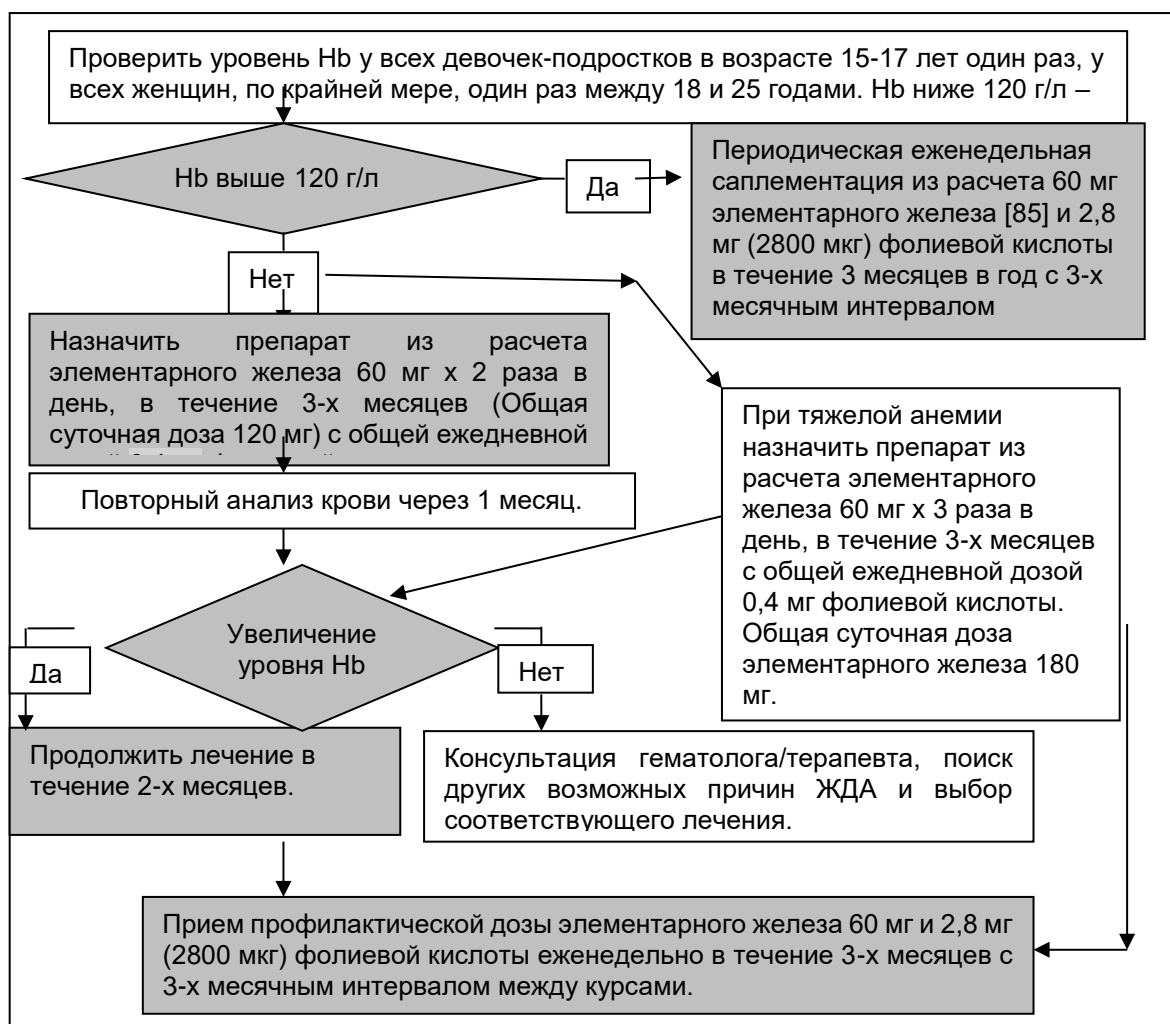 Проверить уровень Hb у всех девочек-подростков в возрасте 15-17 лет один раз, у
всех женщин, по крайней мере, один раз между 18 и 25 годами. Hb ниже 120 г/л –
Hb выше 120 г/л
Да
Периодическая еженедельная
саплементация из расчета 60 мг
элементарного железа [85] и 2,8
мг (2800 мкг) фолиевой кислоты
в течение 3 месяцев в год с 3-х
месячным интервалом
Нет
Назначить препарат из расчета
элементарного железа 60 мг х 2 раза в
день, в течение 3-х месяцев (Общая
суточная доза 120 мг) с общей ежедневной
При тяжелой анемии
назначить препарат из
расчета элементарного
железа 60 мг х 3 раза в
день, в течение 3-х месяцев
с общей ежедневной дозой
0,4 мг фолиевой кислоты.
Общая суточная доза
элементарного железа 180
мг.
Повторный анализ крови через 1 месяц.
Увеличение
уровня Hb
Да
Нет
Продолжить лечение в
течение 2-х месяцев.
Консультация гематолога/терапевта, поиск
других возможных причин ЖДА и выбор
соответствующего лечения.
Прием профилактической дозы элементарного железа 60 мг и 2,8 мг
(2800 мкг) фолиевой кислоты еженедельно в течение 3-х месяцев с
3-х месячным интервалом между курсами.